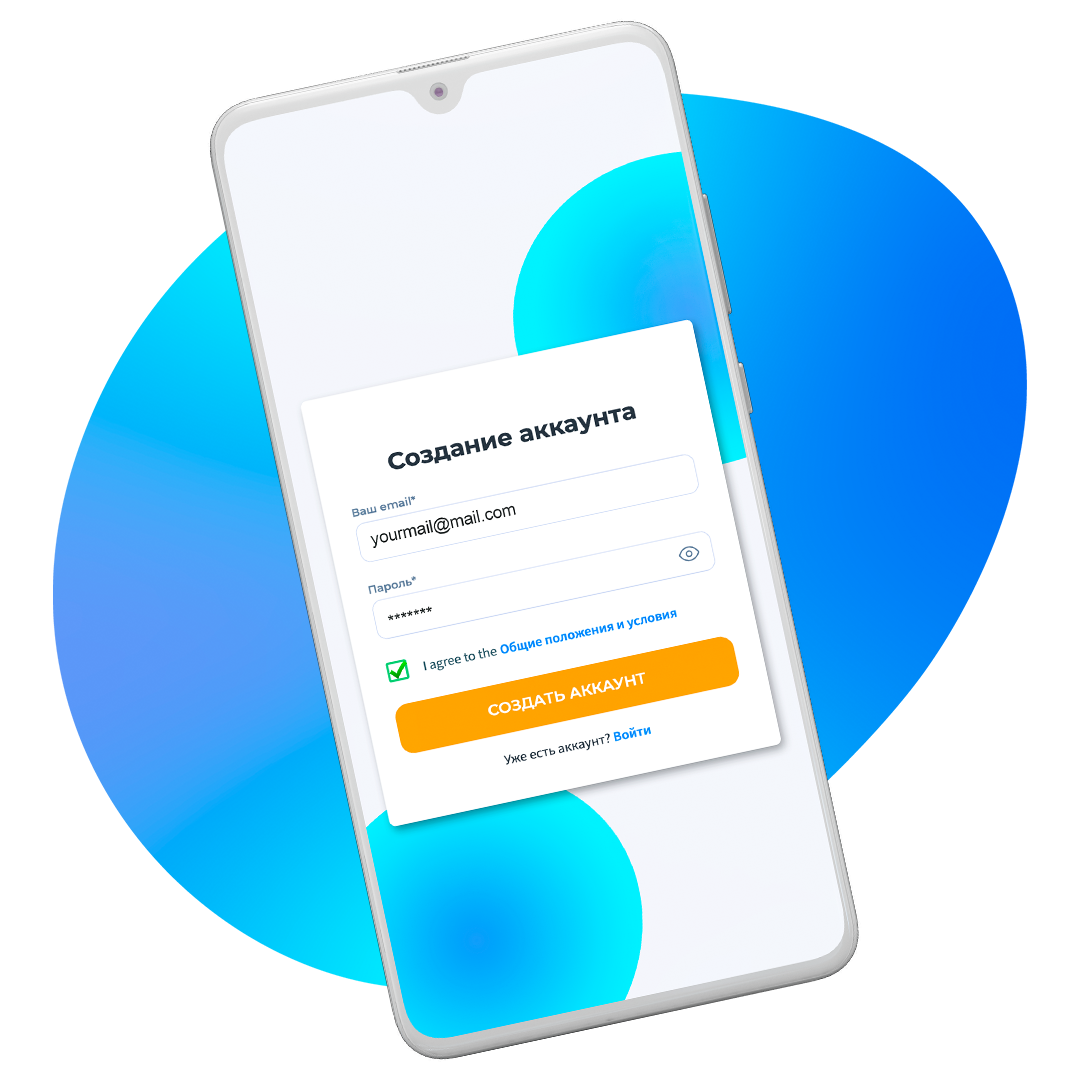 Создание аккаунта
Ваш email*
yourmail@mail.com
Пароль*
*******
I agree to the Общие положения и условия
СОЗДАТЬ АККАУНТ
Уже есть аккаунт? Войти